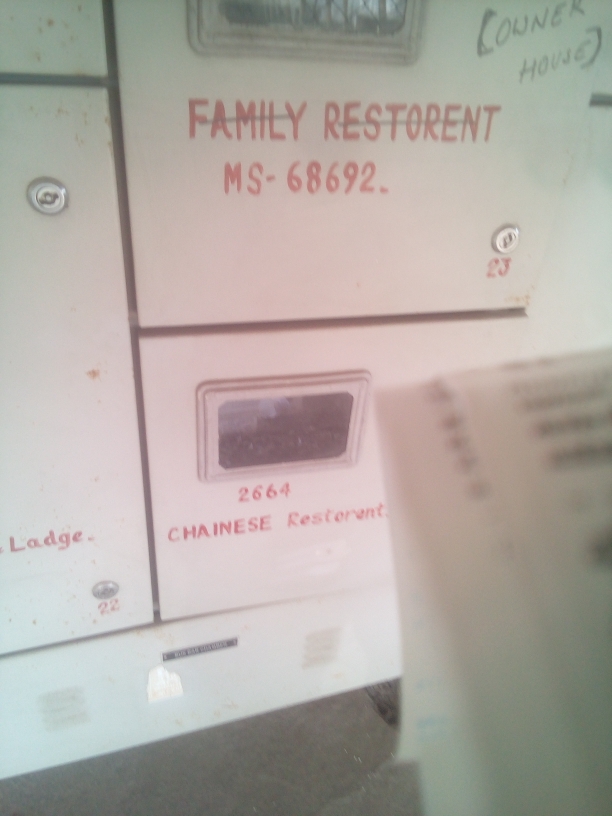 [OWNER
HOUSE]
FAMILY RESTORENT
MS- 68692.
23
2664
CHAINESE Restorent.
Ladge.
22